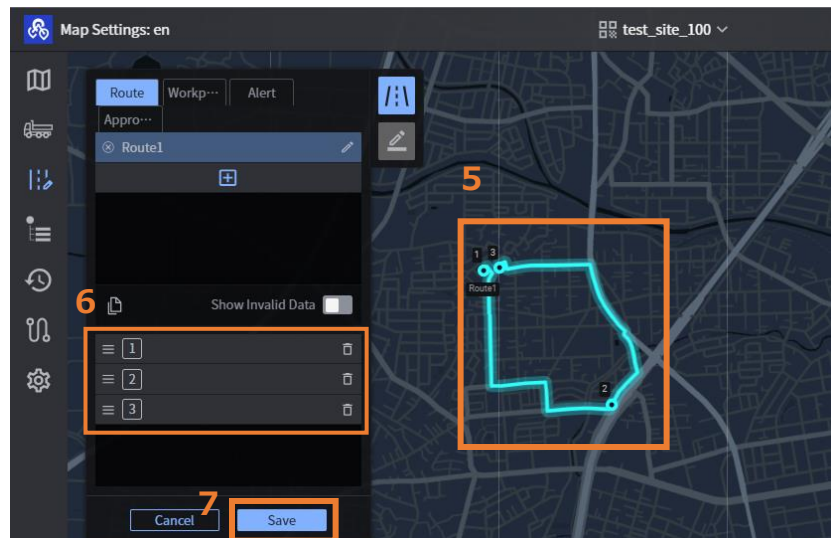 Map Settings: en
test_site_100
Route
Workp⋯
Alert
Appro⋯
Route1
5
1 3
Route1
6
Show Invalid Data
1
2
3
2
7
Cancel
Save